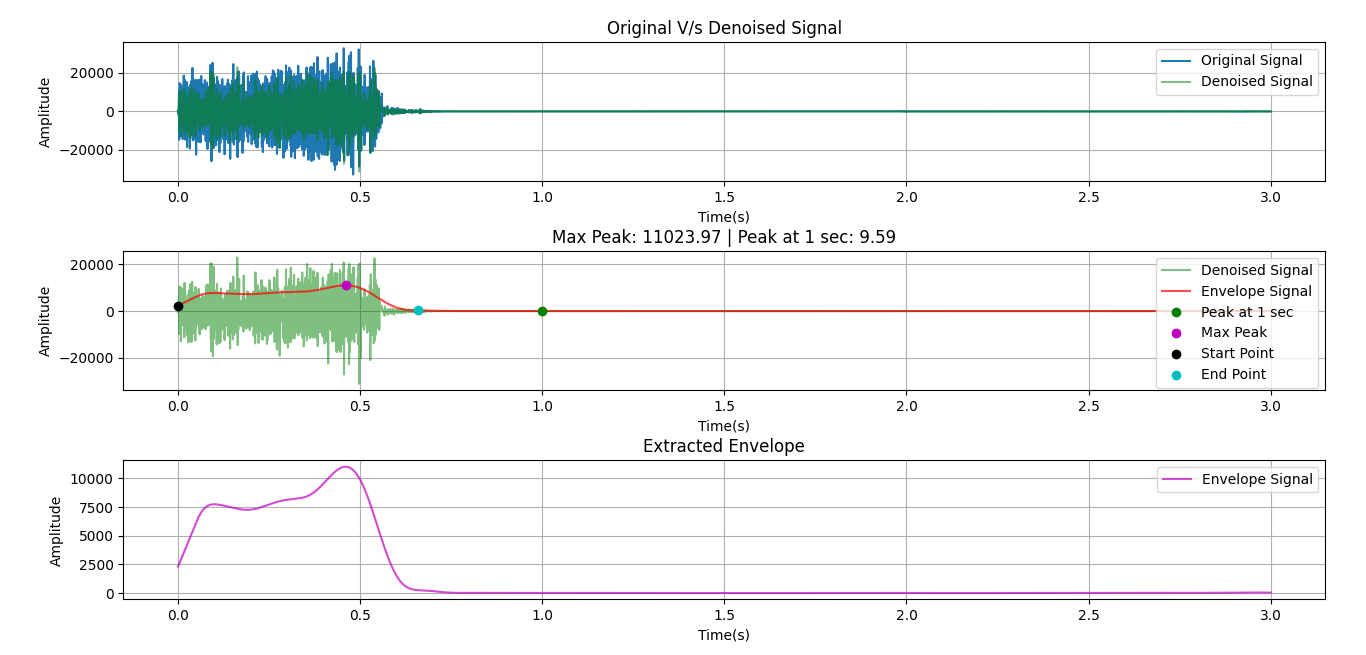 Original V/s Denoised Signal
Amplitude
20000
0
−20000
Original Signal
Denoised Signal
0.0 0.5 1.0 1.5 2.0 2.5 3.0
Time(s)
Max Peak: 11023.97 | Peak at 1 sec: 9.59
Amplitude
20000
0
−20000
Denoised Signal
Envelope Signal
Peak at 1 sec
Max Peak
Start Point
End Point
0.0 0.5 1.0 1.5 2.0 2.5 3.0
Time(s)
Extracted Envelope
Amplitude
10000
7500
5000
2500
0
Envelope Signal
0.0 0.5 1.0 1.5 2.0 2.5 3.0
Time(s)